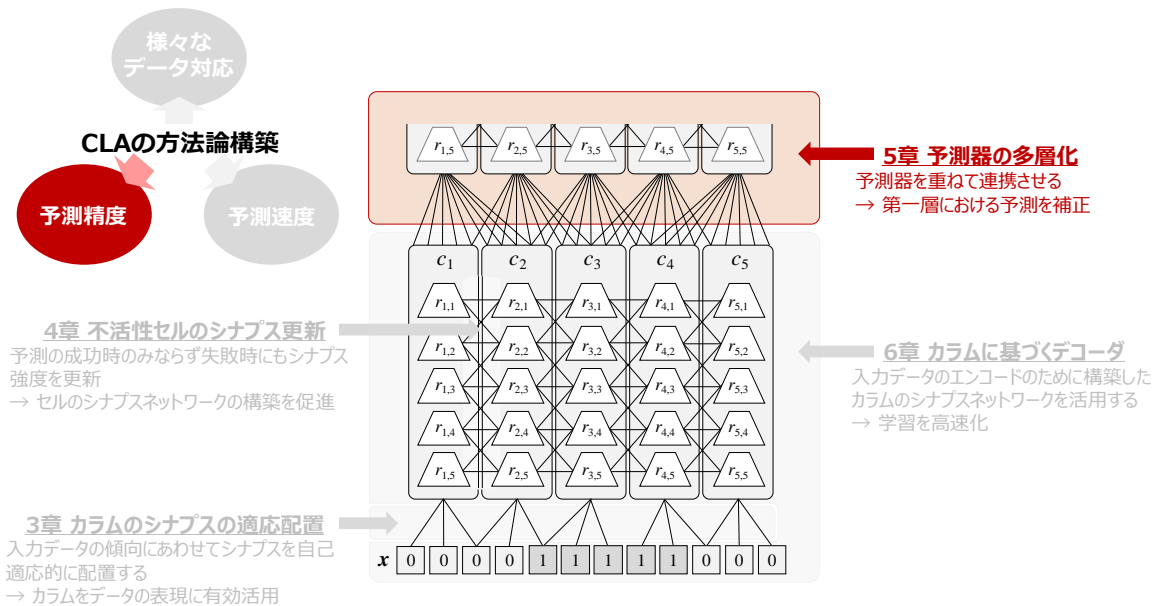 様々な
データ対応
CLAの方法論構築
予測精度
予測速度
r1,5 r2,5 r3,5 r4,5 r5,5
5章 予測器の多層化
予測器を重ねて連携させる
→ 第一層における予測を補正
c1 c2 c3 c4 c5
r1,1 r2,1 r3,1 r4,1 r5,1
r1,2 r2,2 r3,2 r4,2 r5,2
r1,3 r2,3 r3,3 r4,3 r5,3
r1,4 r2,4 r3,4 r4,4 r5,4
r1,5 r2,5 r3,5 r4,5 r5,5
4章 不活性セルのシナプス更新
予測の成功時のみならず失敗時にもシナプス
強度を更新
→ セルのシナプスネットワークの構築を促進
6章 カラムに基づくデコーダ
入力データのエンコードのために構築した
カラムのシナプスネットワークを活用する
→ 学習を高速化
3章 カラムのシナプスの適応配置
入力データの傾向にあわせてシナプスを自己
適応的に配置する
→ カラムをデータの表現に有効活用
x 0 0 0 0 1 1 1 1 1 0 0 0